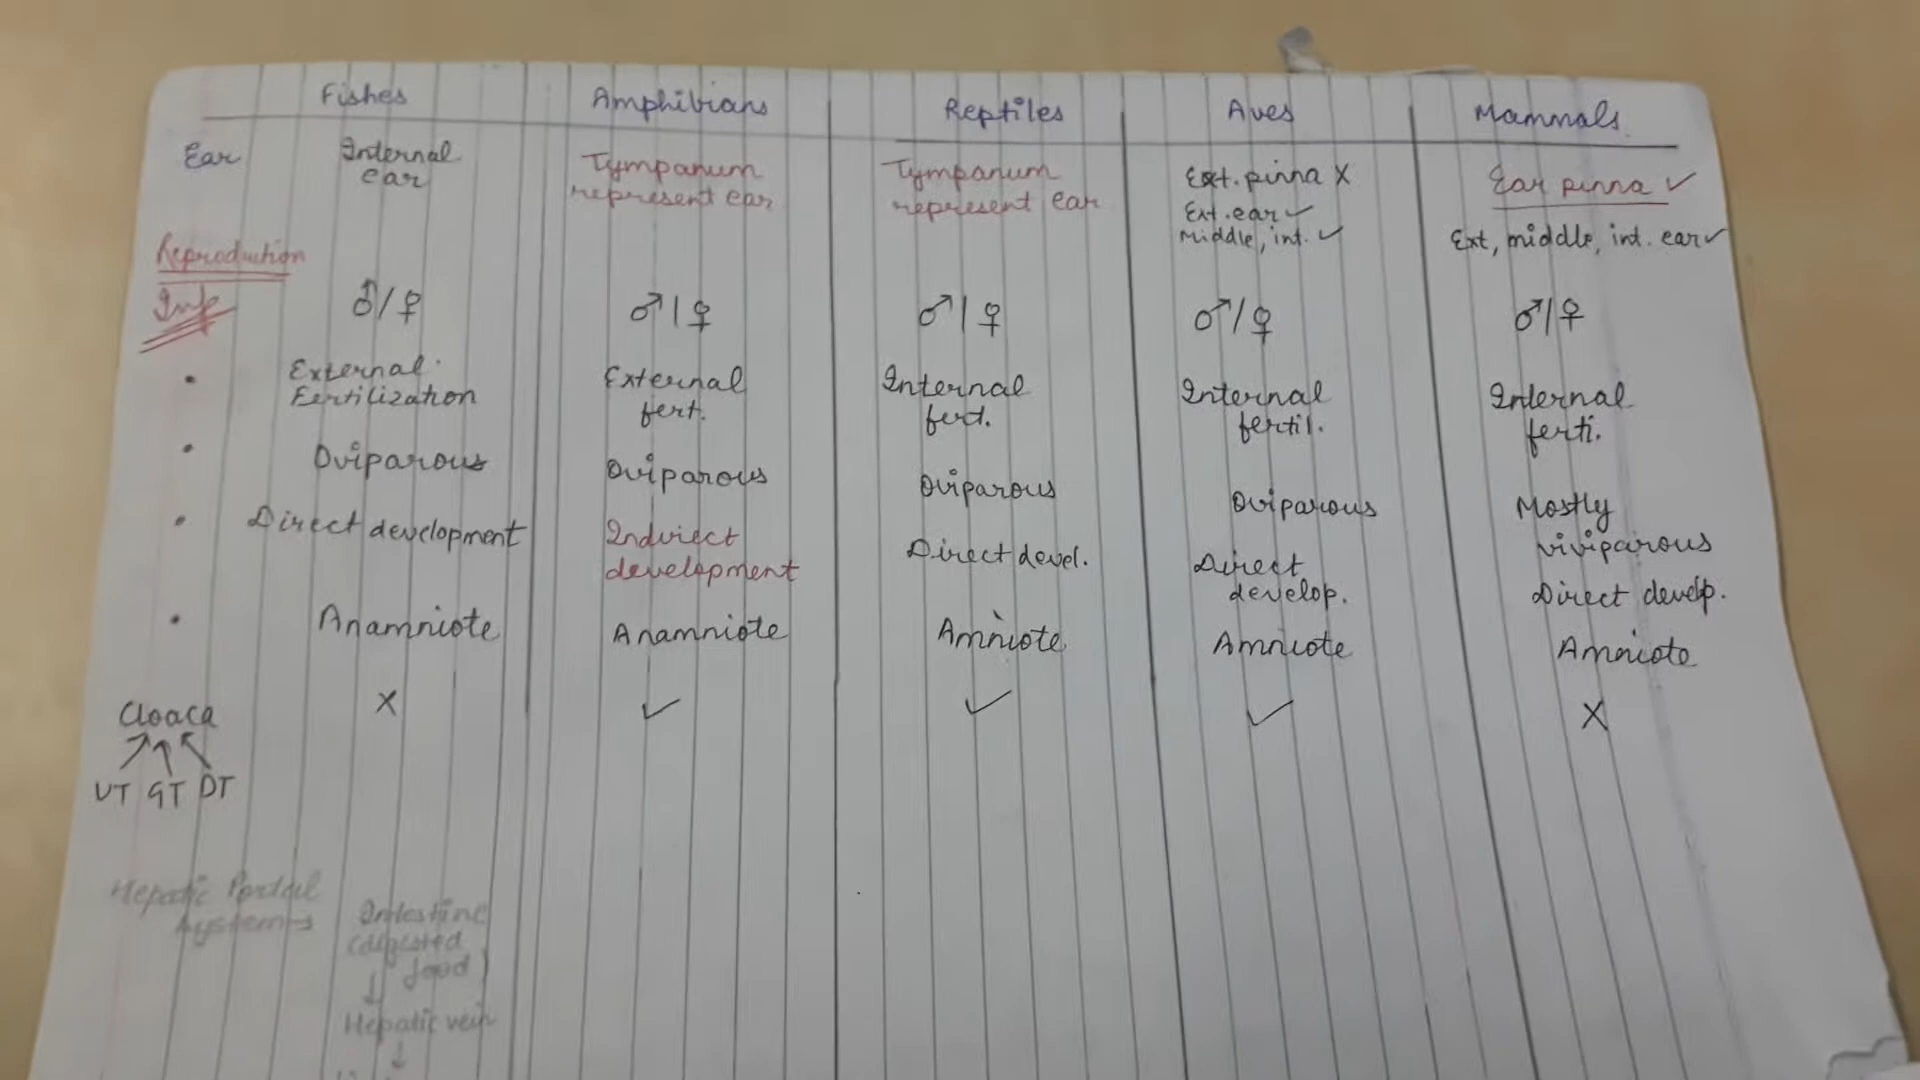 Fishes Amphibians Reptiles Aves Mammals.
Ear Internal ear Tympanum represent ear Tympanum represent ear Ext. pinna X Ear pinna ✓
Ext. ear ✓
Middle, int. ✓ Ext, middle, int. ear ✓
Reproduction
Imp ♂/♀ ♂/♀ ♂/♀ ♂/♀ ♂/♀
• External Fertilization External fert. Internal fert. Internal fertil. Internal ferti.
• Oviparous Oviparous Oviparous Oviparous Mostly viviparous
• Direct development Indirect development Direct devel. Direct develop. Direct develp.
• Anamniote Anamniote Amniote Amniote Amniote
Cloaca X ✓ ✓ ✓ X
UT GT DT
Hepatic Portal System → Intestine
(digested food)
↓
Hepatic vein
↓